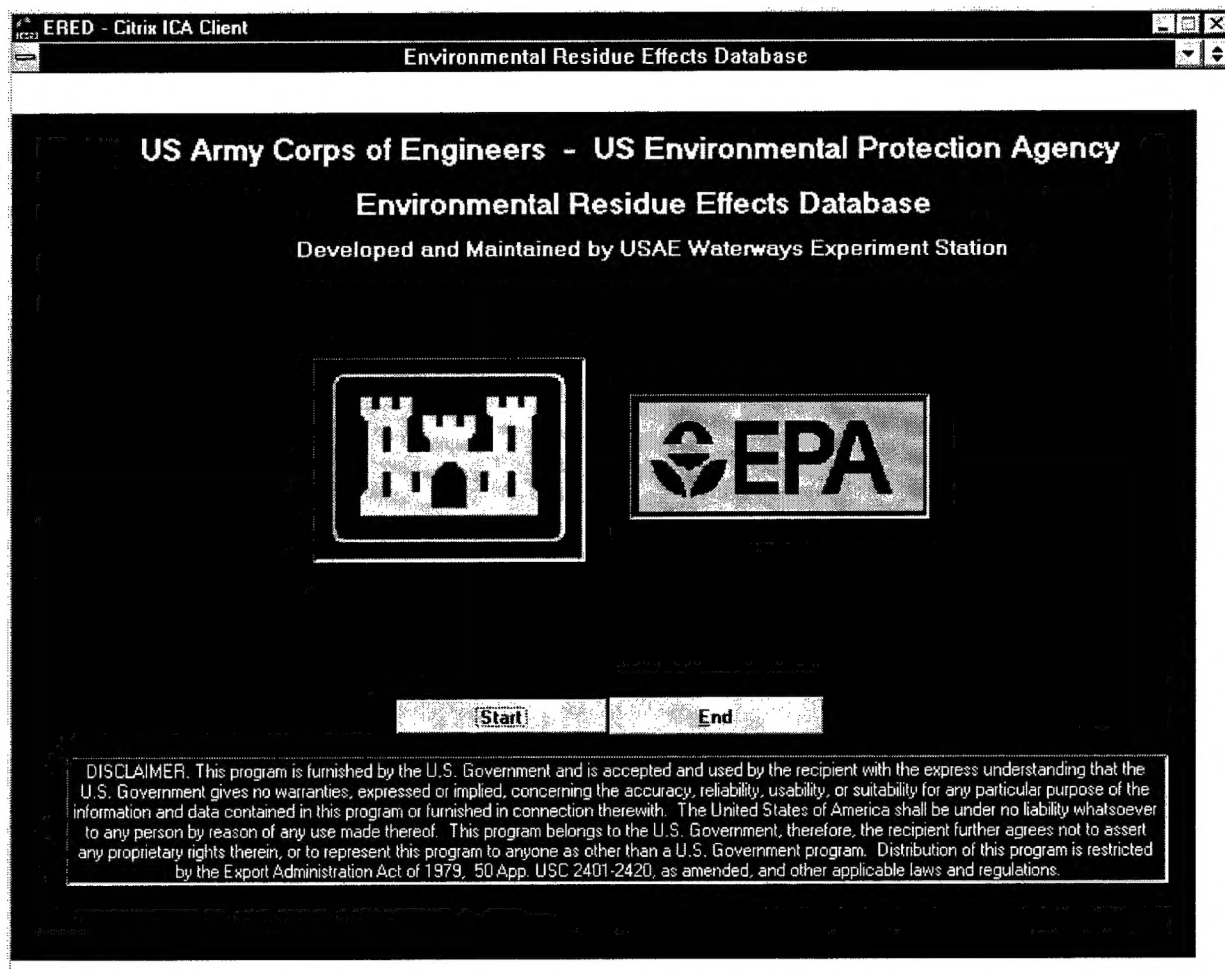 ERED - Citrix ICA Client
Environmental Residue Effects Database
US Army Corps of Engineers - US Environmental Protection Agency
Environmental Residue Effects Database
Developed and Maintained by USAE Waterways Experiment Station
EPA
Start
End
DISCLAIMER. This program is furnished by the U.S. Government and is accepted and used by the recipient with the express understanding that the
U.S. Government gives no warranties, expressed or implied, concerning the accuracy, reliability, usability, or suitability for any particular purpose of the
information and data contained in this program or furnished in connection therewith. The United States of America shall be under no liability whatsoever
to any person by reason of any use made thereof. This program belongs to the U.S. Government, therefore, the recipient further agrees not to assert
any proprietary rights therein, or to represent this program to anyone as other than a U.S. Government program. Distribution of this program is restricted
by the Export Administration Act of 1979, 50 App. USC 2401-2420, as amended, and other applicable laws and regulations.